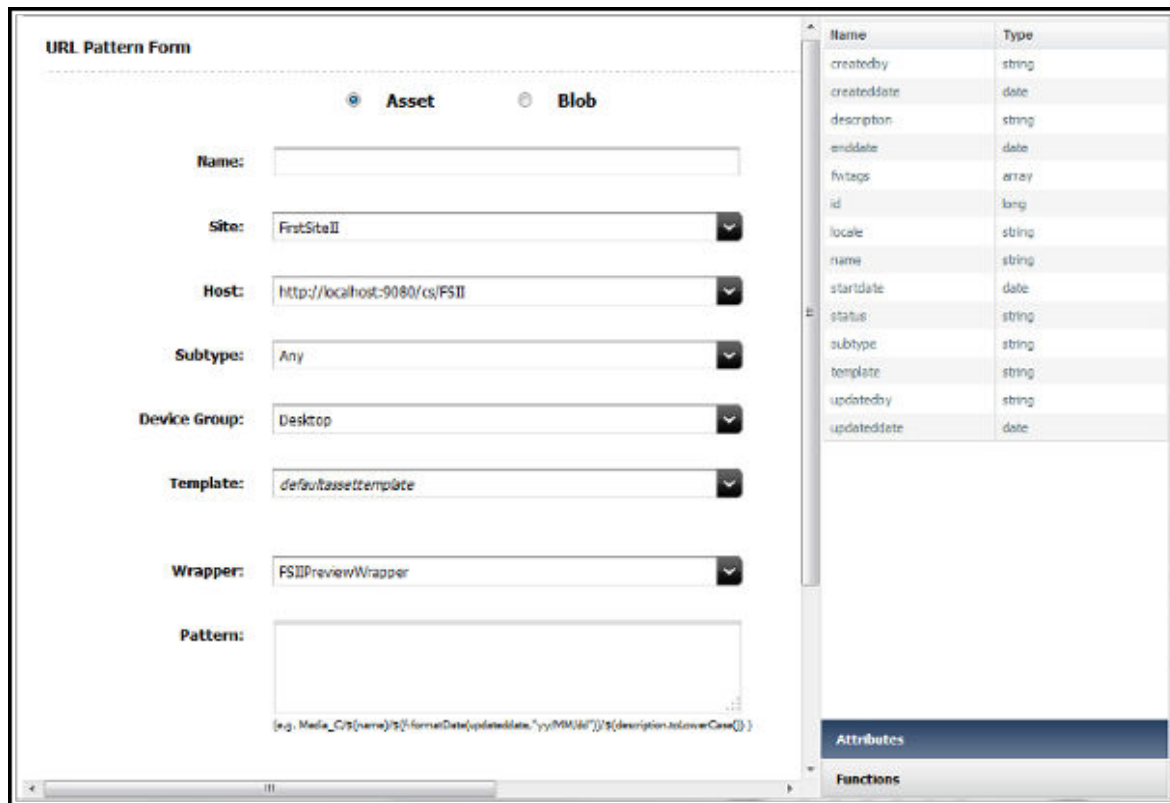 URL Pattern Form
Asset Blob
Name:
Site: FirstSiteII
Host: http://localhost:9080/cs/FSII
Subtype: Any
Device Group: Desktop
Template: defaultassettemplate
Wrapper: FSIIPreviewWrapper
Pattern:
(e.g. Media_C/${name}/${f:formatDate(updateddate,"yy/MM/dd")}/${description.toLowerCase()} )
Name Type
createdby string
createddate date
description string
enddate date
fwtags array
id long
locale string
name string
startdate date
status string
subtype string
template string
updatedby string
updateddate date
Attributes
Functions